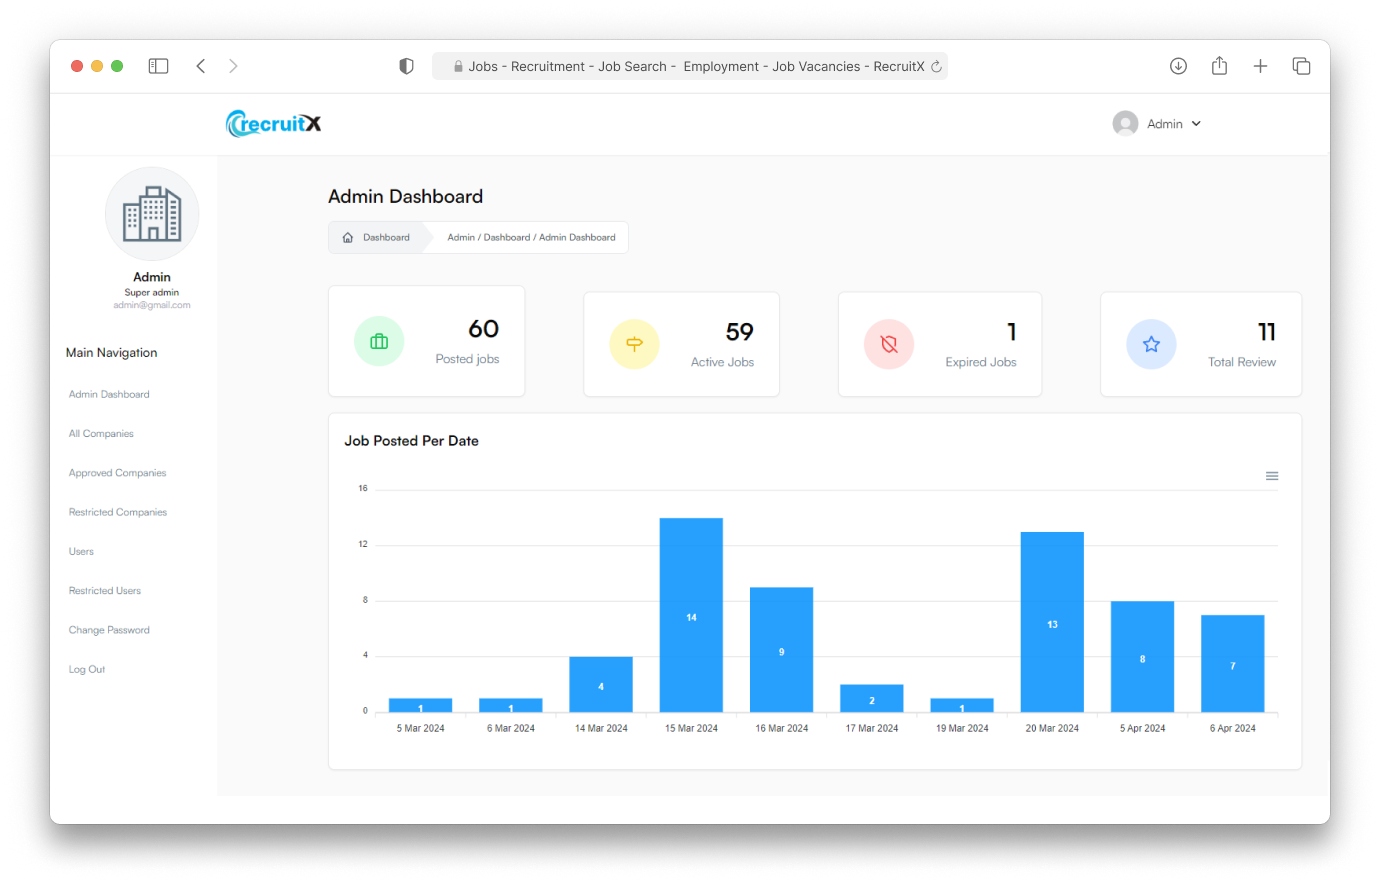 Jobs - Recruitment - Job Search -  Employment - Job Vacancies - RecruitX
recruitX
Admin
Admin
Super admin
admin@gmail.com
Main Navigation
Admin Dashboard
All Companies
Approved Companies
Restricted Companies
Users
Restricted Users
Change Password
Log Out
Admin Dashboard
Dashboard
Admin / Dashboard / Admin Dashboard
60
Posted jobs
59
Active Jobs
1
Expired Jobs
11
Total Review
Job Posted Per Date
16
12
8
4
0
1
1
4
14
9
2
1
13
8
7
5 Mar 2024
6 Mar 2024
14 Mar 2024
15 Mar 2024
16 Mar 2024
17 Mar 2024
19 Mar 2024
20 Mar 2024
5 Apr 2024
6 Apr 2024